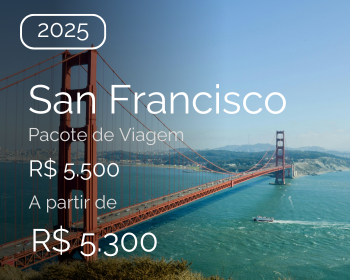 2025
San Francisco
Pacote de Viagem
R$ 5.500
A partir de
R$ 5.300